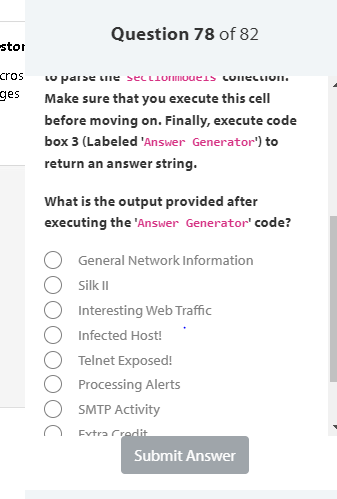 Question 78 of 82
stor
cros
ges
to parse the sectionmodels collection.
Make sure that you execute this cell
before moving on. Finally, execute code
box 3 (Labeled 'Answer Generator') to
return an answer string.
What is the output provided after
executing the 'Answer Generator' code?
General Network Information
Silk II
Interesting Web Traffic
Infected Host!
Telnet Exposed!
Processing Alerts
SMTP Activity
Extra Credit
Submit Answer